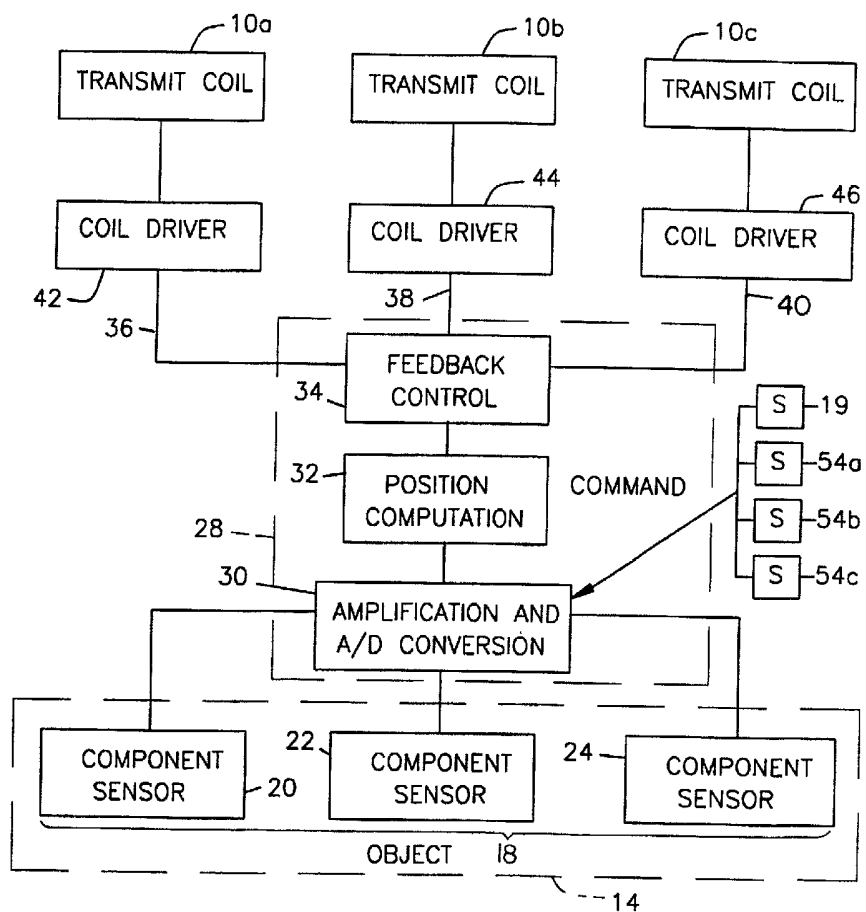 10a
10b
10c
TRANSMIT COIL
TRANSMIT COIL
TRANSMIT COIL
44
46
COIL DRIVER
COIL DRIVER
COIL DRIVER
42
38
40
36
FEEDBACK
CONTROL
34
S
19
32
POSITION
COMPUTATION
COMMAND
S
54a
S
54b
28
S
54c
30
AMPLIFICATION AND
A/D CONVERSION
COMPONENT
SENSOR
20
22
COMPONENT
SENSOR
24
COMPONENT
SENSOR
OBJECT 18
14